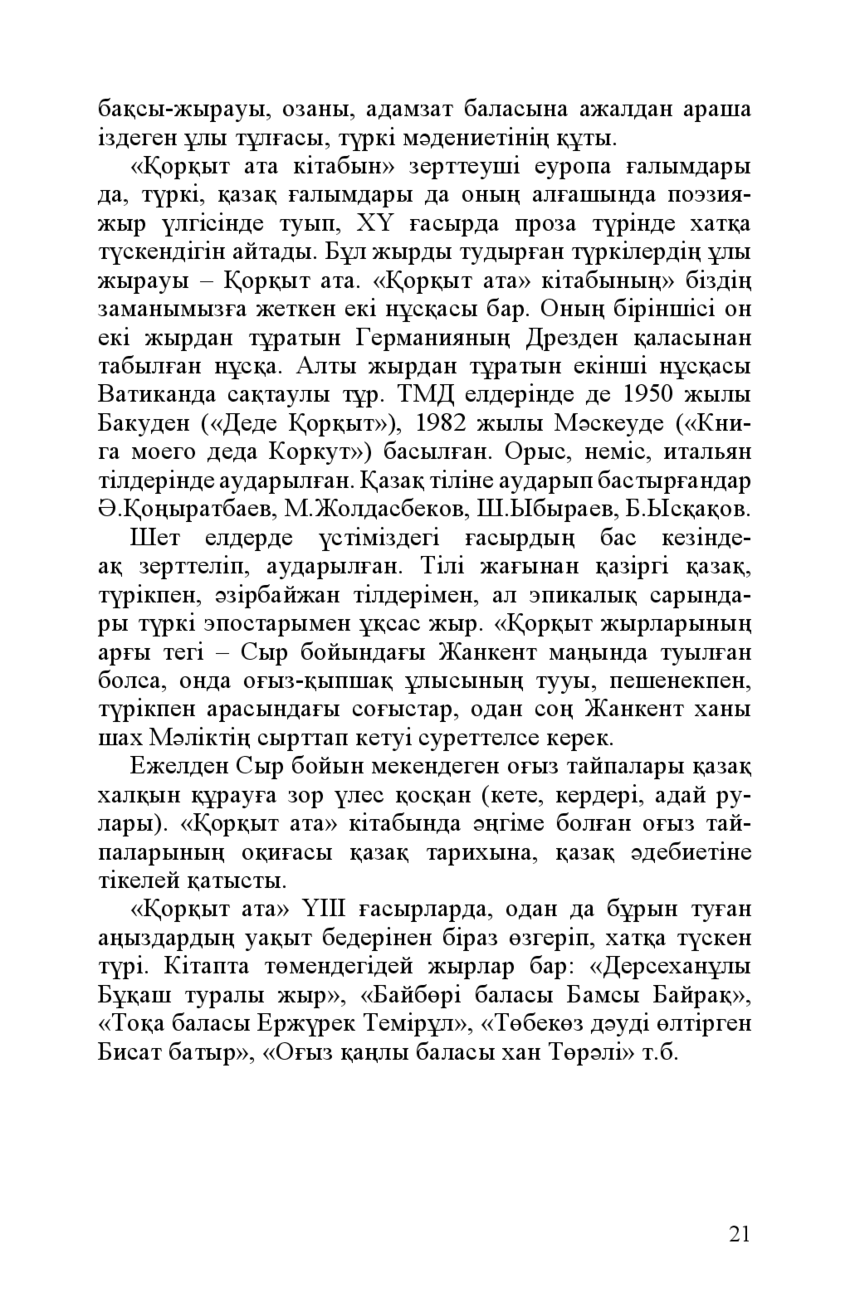 бақсы-жырауы, озаны, адамзат баласына ажалдан араша
іздеген ұлы тұлғасы, түркі мәдениетінің құты.
«Қорқыт ата кітабын» зерттеуші еуропа ғалымдары
да, түркі, қазақ ғалымдары да оның алғашында поэзия-
жыр үлгісінде туып, ХҮ ғасырда проза түрінде хатқа
түскендігін айтады. Бұл жырды тудырған түркілердің ұлы
жырауы – Қорқыт ата. «Қорқыт ата» кітабының» біздің
заманымызға жеткен екі нұсқасы бар. Оның біріншісі он
екі жырдан тұратын Германияның Дрезден қаласынан
табылған нұсқа. Алты жырдан тұратын екінші нұсқасы
Ватиканда сақтаулы тұр. ТМД елдерінде де 1950 жылы
Бакуден («Деде Қорқыт»), 1982 жылы Мәскеуде («Кни-
га моего деда Коркут») басылған. Орыс, неміс, итальян
тілдерінде аударылған. Қазақ тіліне аударып бастырғандар
Ә.Қоңыратбаев, М.Жолдасбеков, Ш.Ыбыраев, Б.Ысқақов.
Шет елдерде үстіміздегі ғасырдың бас кезінде-
ақ зерттеліп, аударылған. Тілі жағынан қазіргі қазақ,
түрікпен, әзірбайжан тілдерімен, ал эпикалық сарында-
ры түркі эпостарымен ұқсас жыр. «Қорқыт жырларының
арғы тегі – Сыр бойындағы Жанкент маңында туылған
болса, онда оғыз-қыпшақ ұлысының тууы, пешенекпен,
түрікпен арасындағы соғыстар, одан соң Жанкент ханы
шах Мәліктің сырттап кетуі суреттелсе керек.
Ежелден Сыр бойын мекендеген оғыз тайпалары қазақ
халқын құрауға зор үлес қосқан (кете, кердері, адай ру-
лары). «Қорқыт ата» кітабында әңгіме болған оғыз тай-
паларының оқиғасы қазақ тарихына, қазақ әдебиетіне
тікелей қатысты.
«Қорқыт ата» ҮІІІ ғасырларда, одан да бұрын туған
аңыздардың уақыт бедерінен біраз өзгеріп, хатқа түскен
түрі. Кітапта төмендегідей жырлар бар: «Дерсеханұлы
Бұқаш туралы жыр», «Байбөрі баласы Бамсы Байрақ»,
«Тоқа баласы Ержүрек Темірұл», «Төбекөз дәуді өлтірген
Бисат батыр», «Оғыз қаңлы баласы хан Төрәлі» т.б.
21